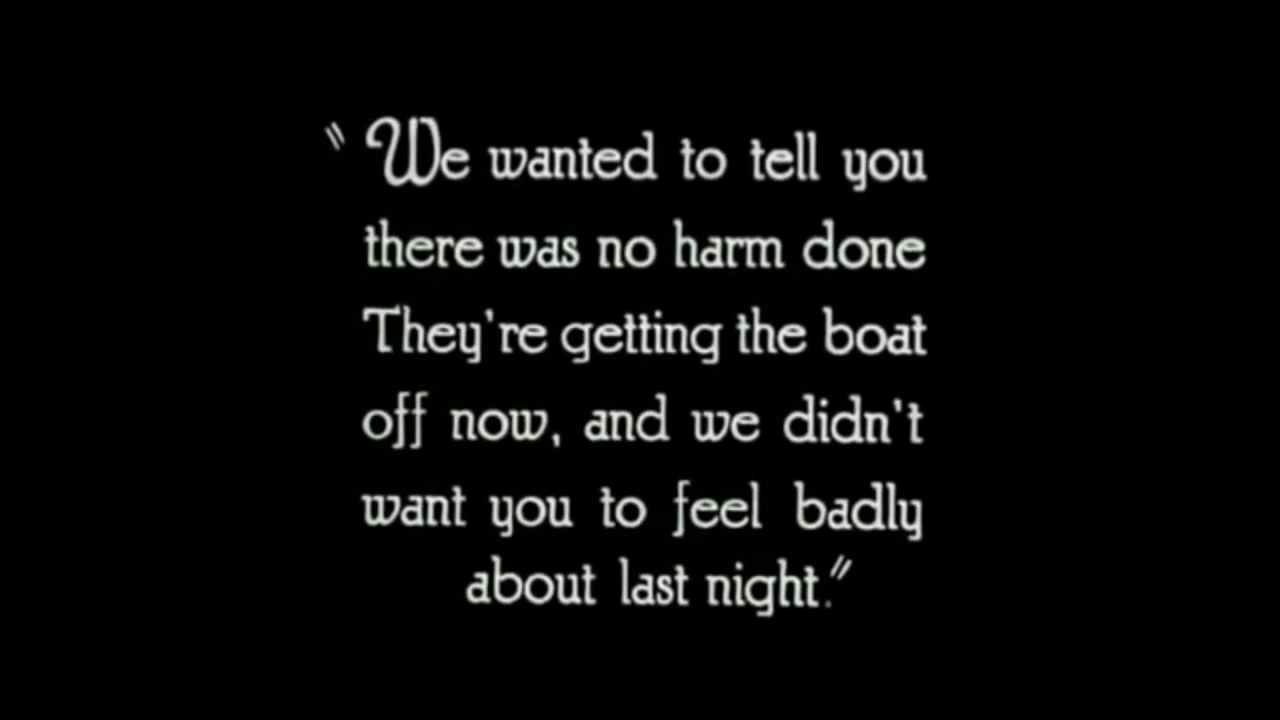 "We wanted to tell you
there was no harm done
They're getting the boat
off now, and we didn't
want you to feel badly
about last night."